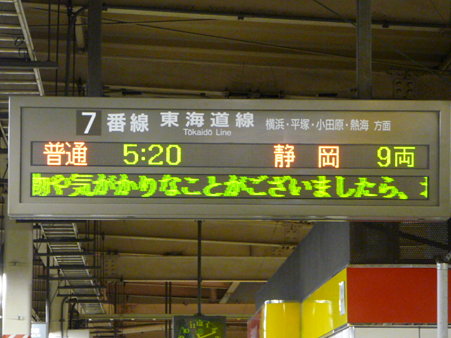 7 番線 東海道線 横浜・平塚・小田原・熱海 方面
Tōkaidō Line
普通 5:20 静岡 9両
や気がかりなことがございましたら、